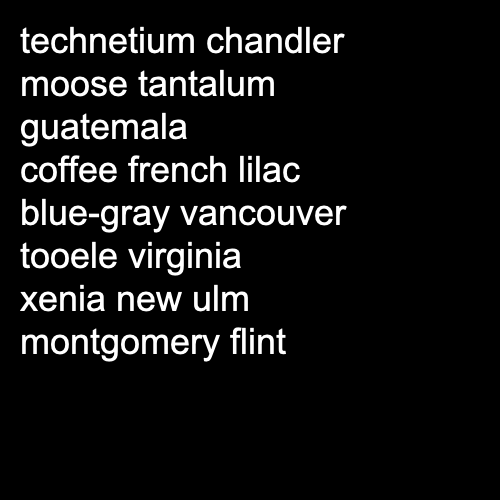 technetium chandler
moose tantalum
guatemala
coffee french lilac
blue-gray vancouver
tooele virginia
xenia new ulm
montgomery flint